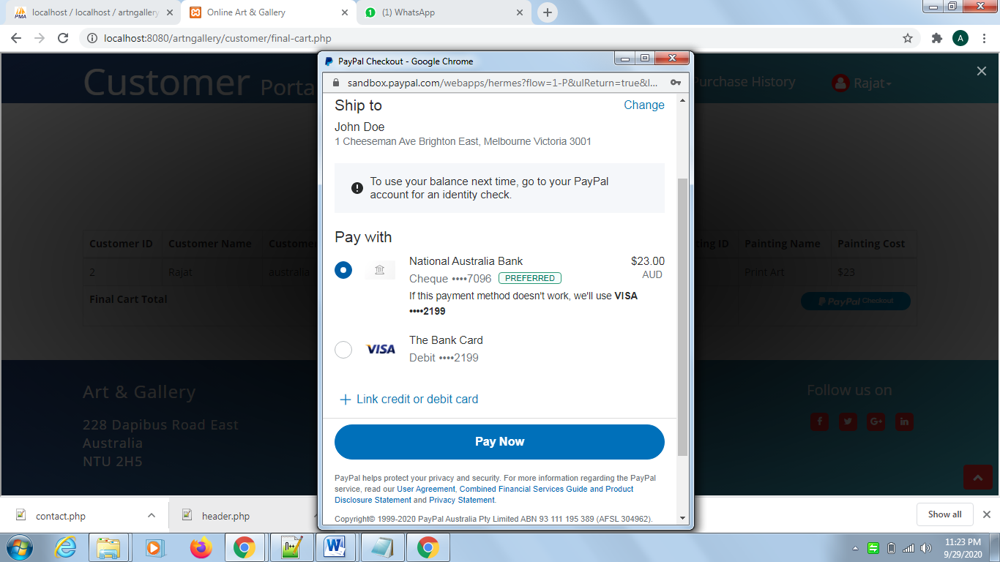 localhost / localhost / artngallery
Online Art & Gallery
(1) WhatsApp
localhost:8080/artngallery/customer/final-cart.php
A
PayPal Checkout - Google Chrome
sandbox.paypal.com/webapps/hermes?flow=1-P&ulReturn=true&l...
Customer Porta
Purchase History
Rajat
Ship to
Change
John Doe
1 Cheeseman Ave Brighton East, Melbourne Victoria 3001
To use your balance next time, go to your PayPal
account for an identity check.
Pay with
National Australia Bank
$23.00
Cheque ••••7096 PREFERRED
AUD
If this payment method doesn't work, we'll use VISA
••••2199
VISA
The Bank Card
Debit ••••2199
Link credit or debit card
Pay Now
PayPal helps protect your privacy and security. For more information regarding the PayPal
service, read our User Agreement, Combined Financial Services Guide and Product
Disclosure Statement and Privacy Statement.
Copyright© 1999-2020 PayPal Australia Pty Limited ABN 93 111 195 389 (AFSL 304962).
Customer ID Customer Name Custome
ting ID Painting Name Painting Cost
2 Rajat australia
Print Art $23
Final Cart Total
PayPal Checkout
Art & Gallery
228 Dapibus Road East
Australia
NTU 2H5
Follow us on
contact.php
header.php
Show all
11:23 PM
9/29/2020